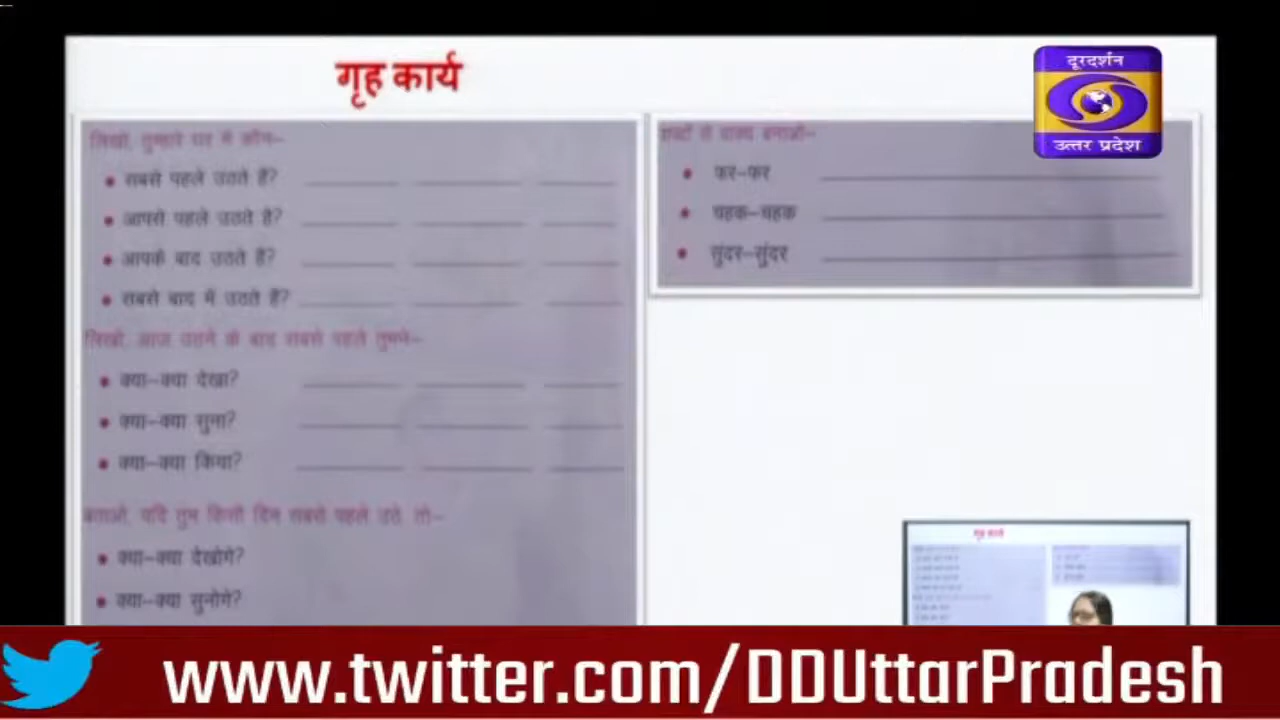 गृह कार्य
दूरदर्शन
उत्तर प्रदेश
लिखो, तुम्हारे घर में कौन–
सबसे पहले उठते हैं?
आपसे पहले उठते है?
आपके बाद उठते हैं?
सबसे बाद में उठते हैं?
लिखो, आज उठने के बाद सबसे पहले तुमने–
क्या–क्या देखा?
क्या–क्या सुना?
क्या–क्या किया?
बताओ, यदि तुम किसी दिन सबसे पहले उठे, तो–
क्या–क्या देखोगे?
क्या–क्या सुनोगे?
शब्दों से वाक्य बनाओ–
फर–फर
चहक–चहक
सुंदर–सुंदर
गृह कार्य
www.twitter.com/DDUttarPradesh